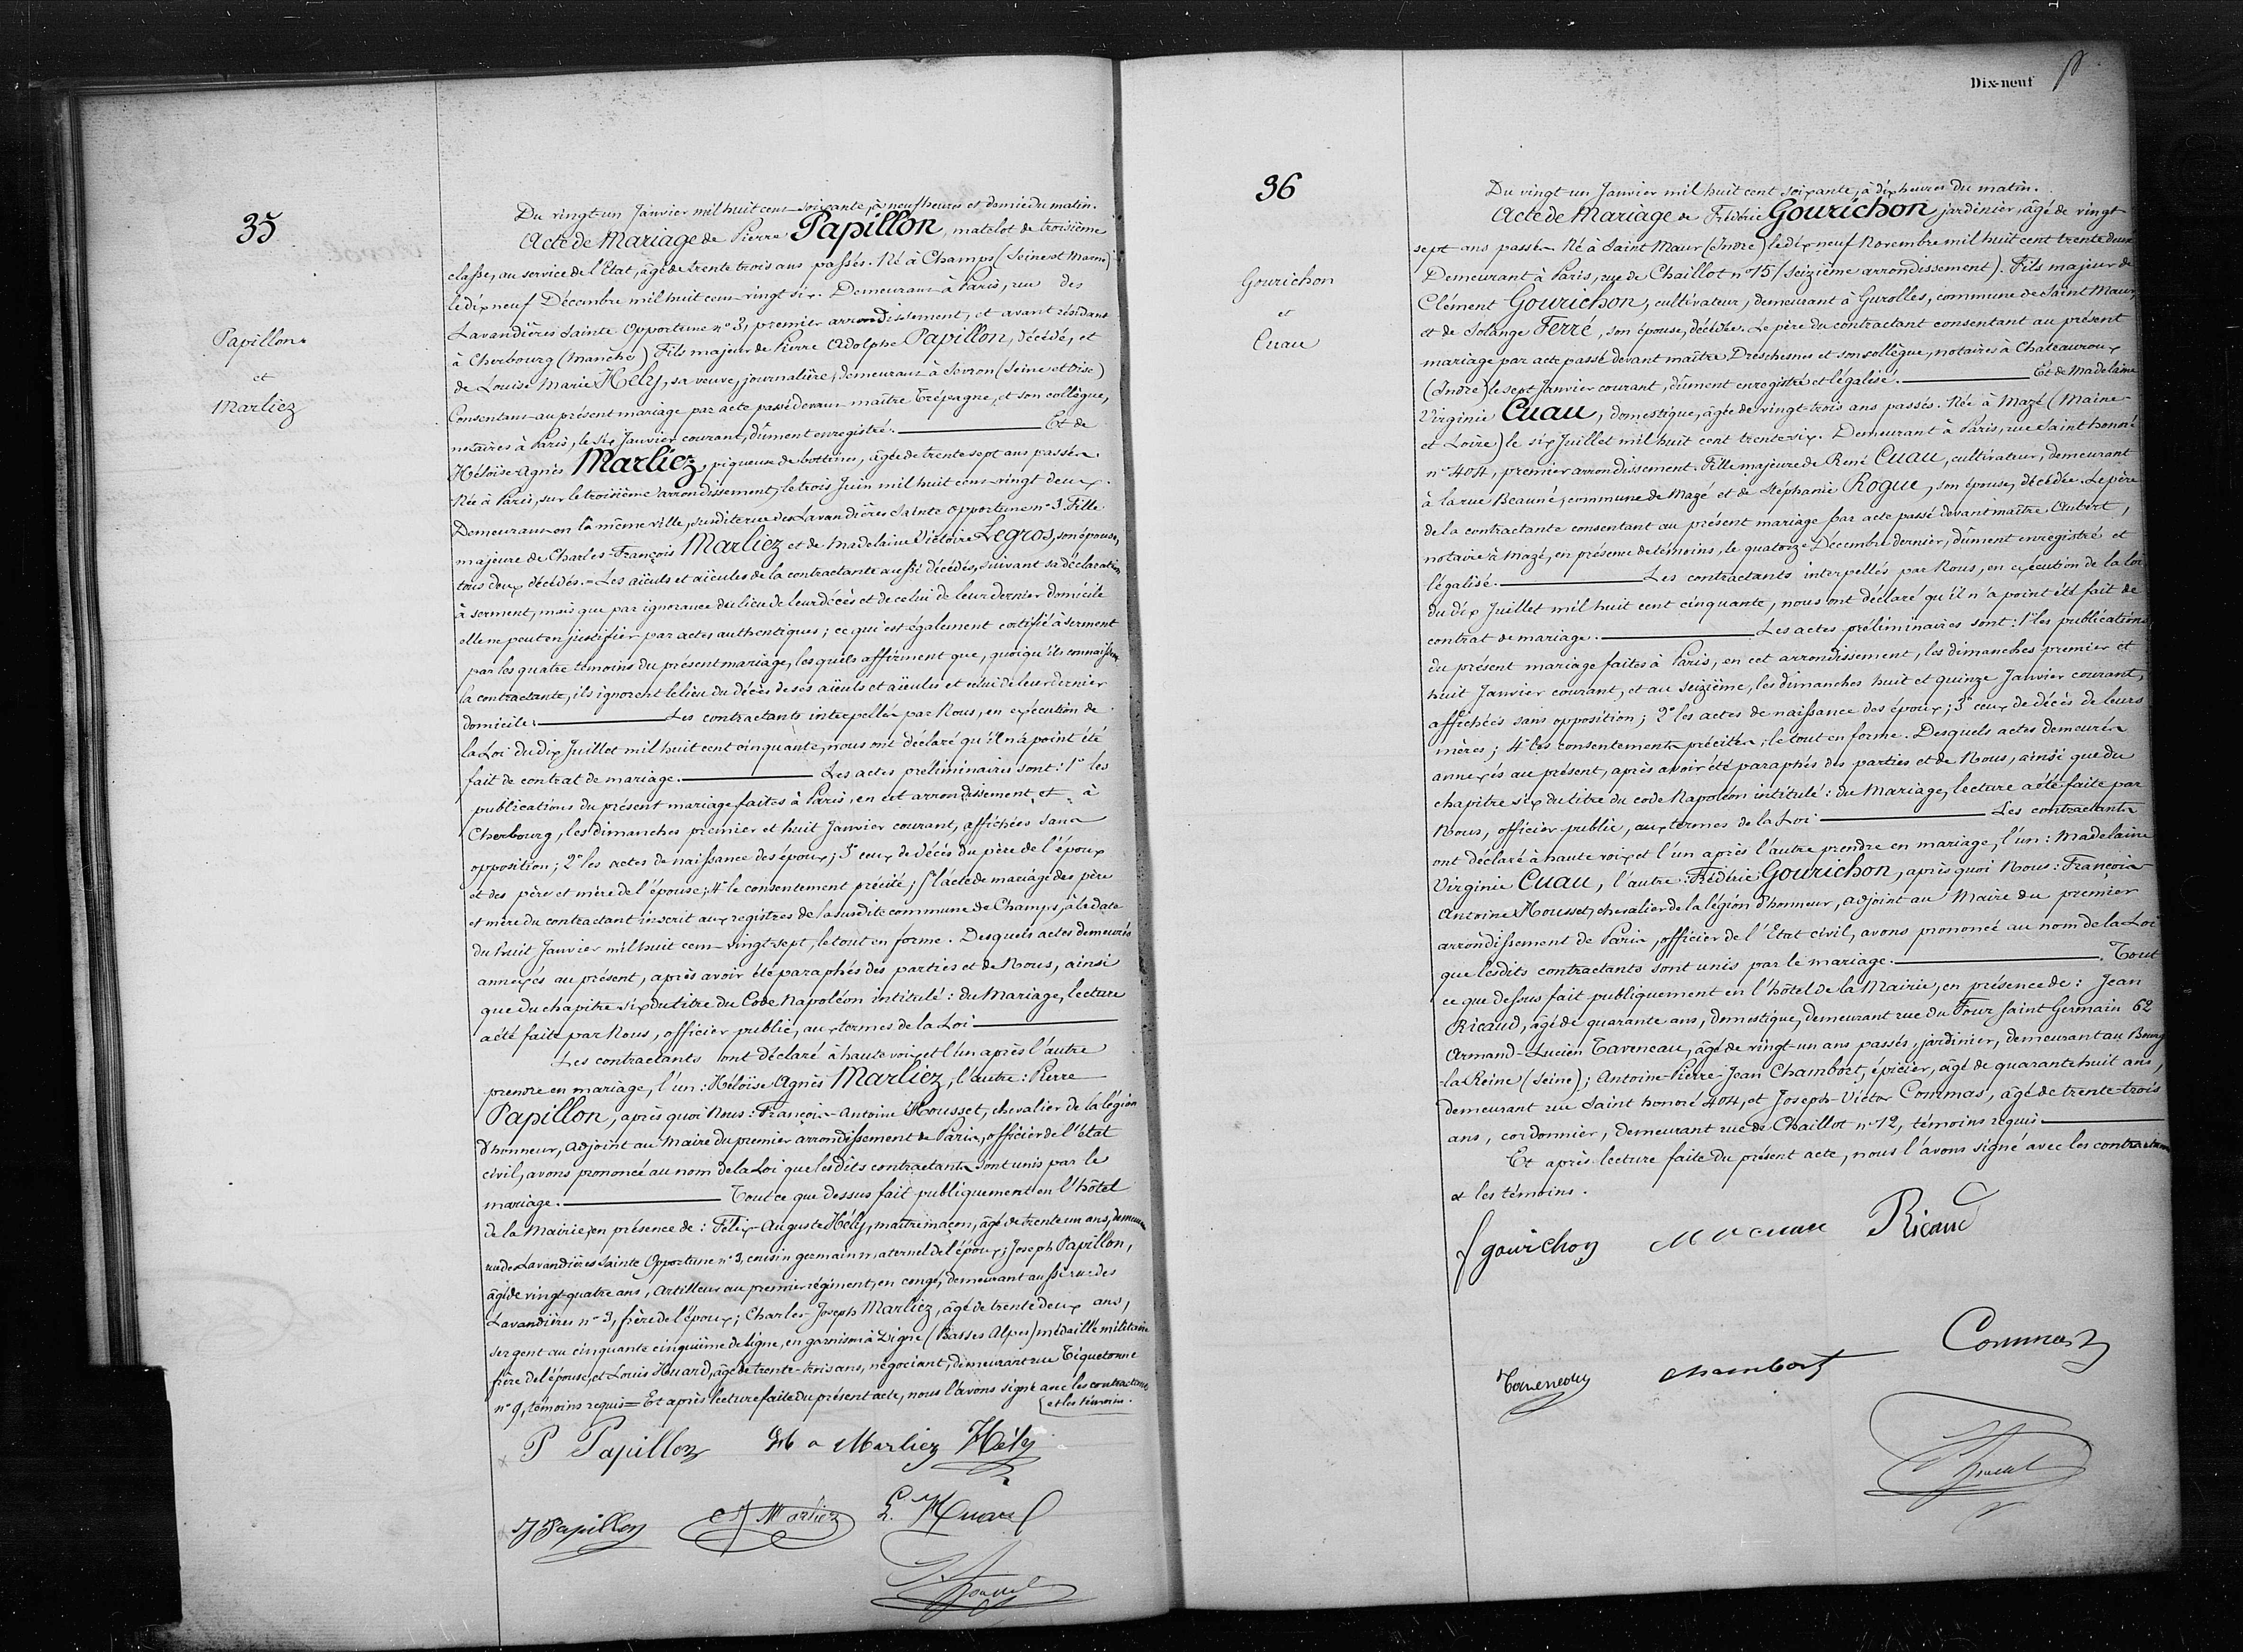 35
Papillon
et
Marliez
Du vingt-un Janvier mil huit cent soixante, à neuf heures et demie du matin.
Acte de Mariage de Pierre Papillon, matelot de troisième
classe, au service de l'Etat, âgé de trente trois ans passés. Né à Champs (Seine et Marne)
le dix neuf Décembre mil huit cent vingt six. Demeurant à Paris, rue des
Lavandières Sainte Opportune n° 3, premier arrondissement, et avant résidant
à Cherbourg (Manche) Fils majeur de Pierre Adolphe Papillon, décédé, et
de Louise Marie Hély, sa veuve, journalière, demeurant à Sevron (Seine et Oise)
Consentant au présent mariage par acte passé devant maître Trépagne, et son collègue,
notaires à Paris, le six Janvier courant, dûment enregistré. Et de
Héloïse Agnès Marliez, piqueuse de bottines, âgée de trente sept ans passés.
Née à Paris, sur le troisième arrondissement, le trois Juin mil huit cent vingt deux.
Demeurant en la même ville, susdite rue des Lavandières Sainte Opportune n° 3. Fille
majeure de Charles-François Marliez et de Madelaine Victoire Legros, son épouse,
tous deux décédés. = Les aïeuls et aïeules de la contractante aussi décédés, suivant sa déclaration
à serment, mais que par ignorance du lieu de leur décès et de celui de leur dernier domicile
elle ne peut en justifier par actes authentiques; ce qui est également certifié à serment
par les quatre témoins du présent mariage, lesquels affirment que, quoiqu'ils connaissent
la contractante, ils ignorent le lieu du décès de ses aïeuls et aïeules et celui de leur dernier
domicile. Les contractants interpellés par Nous, en exécution de
la Loi du dix Juillet mil huit cent cinquante, nous ont déclaré qu'il n'a point été
fait de contrat de mariage. Les actes préliminaires sont: 1° les
publications du présent mariage faites à Paris, en cet arrondissement, et à
Cherbourg, les dimanches premier et huit Janvier courant, affichées sans
opposition; 2° les actes de naissance des époux; 3° ceux de décès du père de l'époux
et des père et mère de l'épouse; 4° le consentement précité; 5° l'acte de mariage des père
et mère du contractant inscrit aux registres de la susdite commune de Champs, à la date
du huit Janvier mil huit cent vingt sept, le tout en forme. Desquels actes demeurés
annexés au présent, après avoir été paraphés des parties et de Nous, ainsi
que du chapitre six du titre du Code Napoléon intitulé: du Mariage, lecture
a été faite par Nous, officier public, aux termes de la Loi
Les contractants ont déclaré à haute voix et l'un après l'autre
prendre en mariage, l'un: Héloïse Agnès Marliez, l'autre: Pierre
Papillon, après quoi Nous: François-Antoine Housset, chevalier de la légion
d'honneur, adjoint au Maire du premier arrondissement de Paris, officier de l'état
civil, avons prononcé au nom de la Loi que lesdits contractants sont unis par le
mariage. Tout ce que dessus fait publiquement en l'hôtel
de la Mairie, en présence de: Félix-Auguste Hély, maître maçon, âgé de trente un ans, demeurant
rue des Lavandières Sainte Opportune n° 3, cousin germain maternel de l'époux; Joseph Papillon,
âgé de vingt-quatre ans, artilleur au premier régiment, en congé, demeurant aussi rue des
Lavandières n° 3, frère de l'époux; Charles-Joseph Marliez, âgé de trente deux ans,
sergent au cinquante cinquième de ligne, en garnison à Digne (Basses Alpes) médaille militaire
frère de l'épouse, et Louis Huard, âgé de trente-trois ans, négociant, demeurant rue Tiquetonne
n° 9, témoins requis = Et après lecture faite du présent acte, nous l'avons signé avec les contractants
et les témoins.
P Papillon a Marliez Hély
J Papillon CJ Marliez L. Huard
Dix-neuf
36
Gourichon
et
Cuau
Du vingt-un Janvier mil huit cent soixante, à dix heures du matin.
Acte de Mariage de Frédéric Gourichon jardinier, âgé de vingt
sept ans passés Né à Saint Maur (Indre) le dix neuf Novembre mil huit cent trente deux
Demeurant à Paris, rue de Chaillot n° 15 (Seizième arrondissement). Fils majeur de
Clément Gourichon, cultivateur, demeurant à Gurolles, commune de Saint Maur,
et de Solange Ferré, son épouse, décédée. Le père du contractant consentant au présent
mariage par acte passé devant maître Dreschesnes et son collègue, notaires à Chateauroux
(Indre) le sept Janvier courant, dûment enregistré et légalisé. Et de Madelaine
Virginie Cuau, domestique, âgée de vingt-trois ans passés. Née à Mazé (Maine-
et Loire) le six Juillet mil huit cent trente six. Demeurant à Paris, rue Saint honoré
n° 404, premier arrondissement Fille majeure de René Cuau, cultivateur, demeurant
à la rue Beauné, commune de Mazé et de Stéphanie Rogue, son épouse, décédée. Le père
de la contractante consentant au présent mariage par acte passé devant maître Aubert,
notaire à Mazé, en présence de témoins, le quatorze Décembre dernier, dûment enregistré et
légalisé. Les contractants interpellés par Nous, en exécution de la loi
du dix Juillet mil huit cent cinquante, nous ont déclaré qu'il n'a point été fait de
contrat de mariage. Les actes préliminaires sont: 1° les publications
du présent mariage faites à Paris, en cet arrondissement, les dimanches premier et
huit Janvier courant, et au seizième, les dimanches huit et quinze Janvier courant,
affichées sans opposition; 2° les actes de naissance des époux; 3° ceux de décès de leurs
mères; 4° les consentements précités; le tout en forme. Desquels actes demeurés
annexés au présent, après avoir été paraphés des parties et de Nous, ainsi que du
chapitre six du titre du code Napoléon intitulé: du Mariage, lecture a été faite par
Nous, officier public, aux termes de la Loi Les contractants
ont déclaré à haute voix et l'un après l'autre prendre en mariage, l'un: Madelaine
Virginie Cuau, l'autre: Frédéric Gourichon, après quoi Nous: François
Antoine Housset, chevalier de la légion d'honneur, adjoint au Maire du premier
arrondissement de Paris, officier de l'Etat civil, avons prononcé au nom de la Loi
que lesdits contractants sont unis par le mariage. Tout
ce que dessus fait publiquement en l'hôtel de la Mairie, en présence de: Jean
Ricaud, âgé de quarante ans, domestique, demeurant rue du Four Saint Germain 62
Armand-Lucien Taveneau, âgé de vingt-un ans passés, jardinier, demeurant au Bourg
-la Reine (Seine); Antoine-Pierre-Jean Chambort, épicier, âgé de quarante huit ans,
demeurant rue Saint honoré 404, et Joseph-Victor Commas, âgé de trente-trois
ans, cordonnier, demeurant rue de Chaillot n° 12, témoins requis
Et après lecture faite du présent acte, nous l'avons signé avec les contractants
et les témoins.
f gourichon M V cuau Ricaud
Taveneau chambort Commas